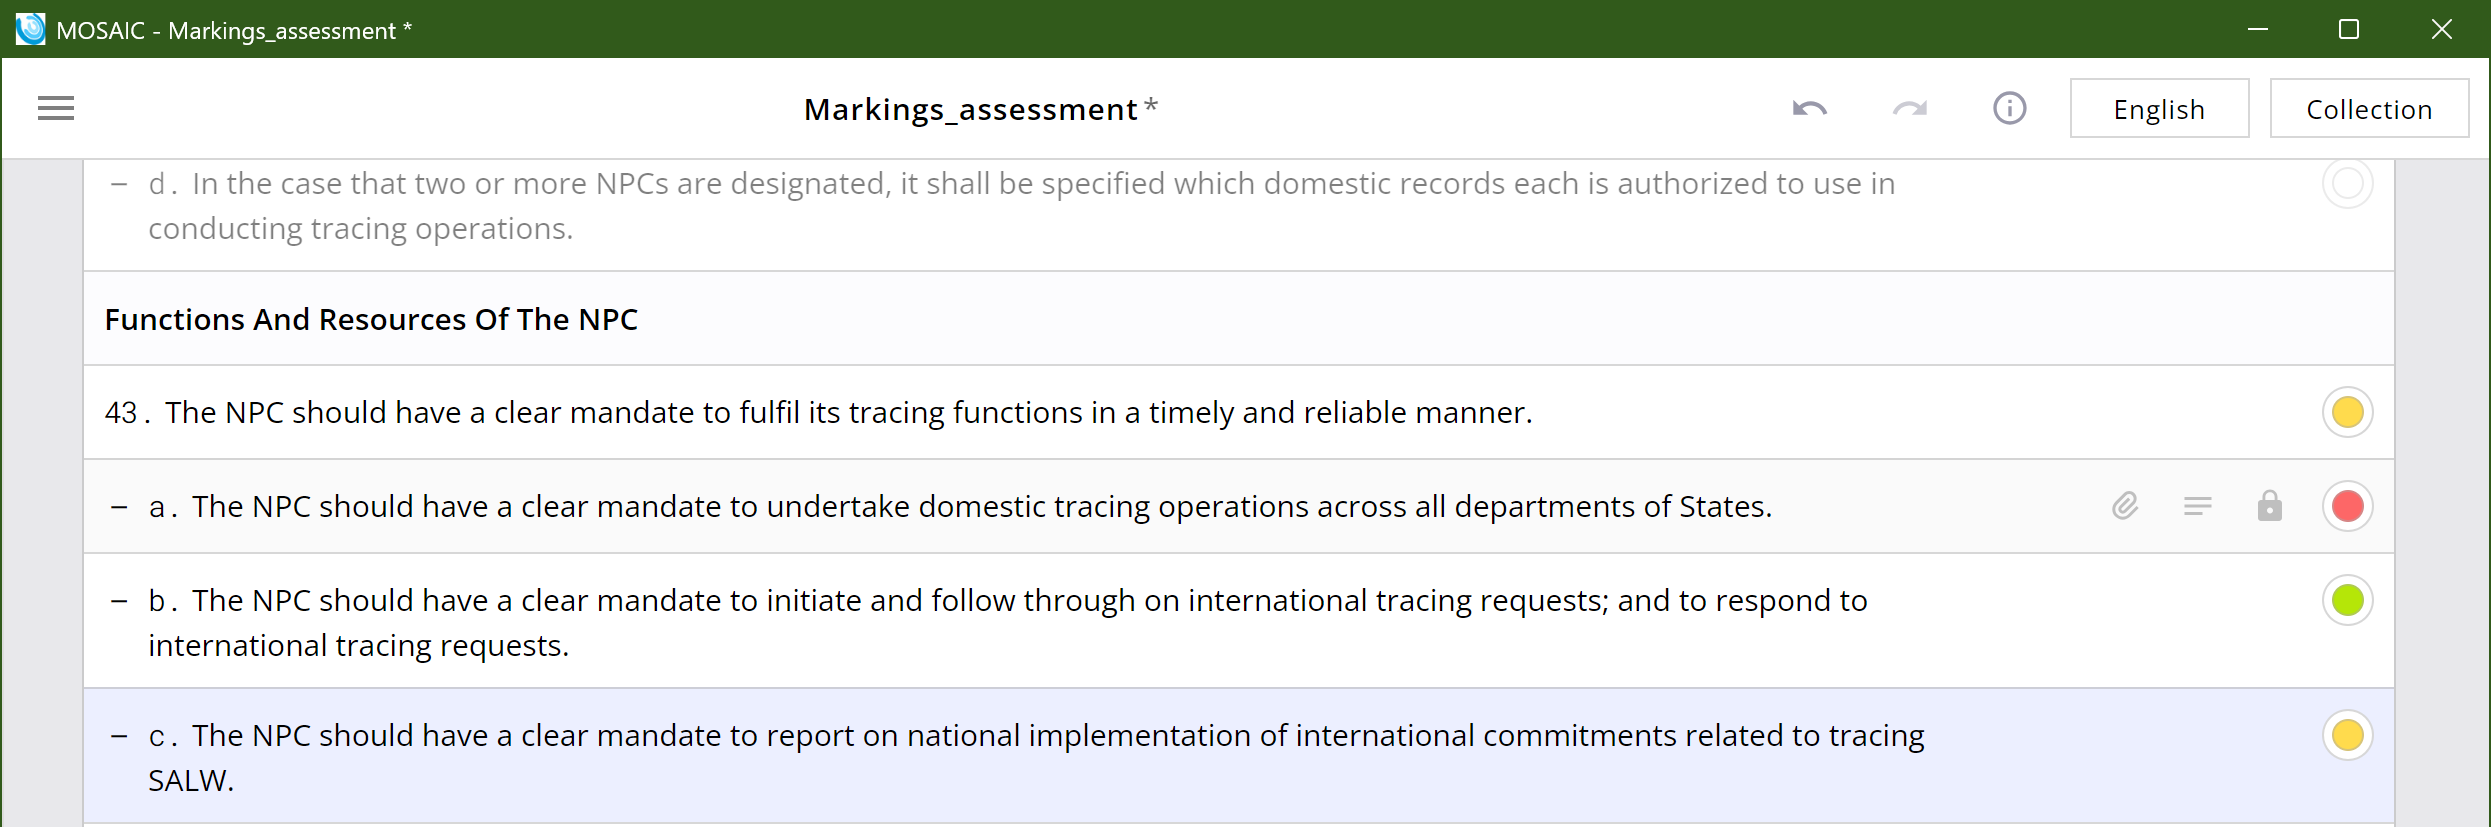 MOSAIC - Markings_assessment *
Markings_assessment *
English
Collection
– d. In the case that two or more NPCs are designated, it shall be specified which domestic records each is authorized to use in
conducting tracing operations.
Functions And Resources Of The NPC
43. The NPC should have a clear mandate to fulfil its tracing functions in a timely and reliable manner.
– a. The NPC should have a clear mandate to undertake domestic tracing operations across all departments of States.
– b. The NPC should have a clear mandate to initiate and follow through on international tracing requests; and to respond to
international tracing requests.
– c. The NPC should have a clear mandate to report on national implementation of international commitments related to tracing
SALW.